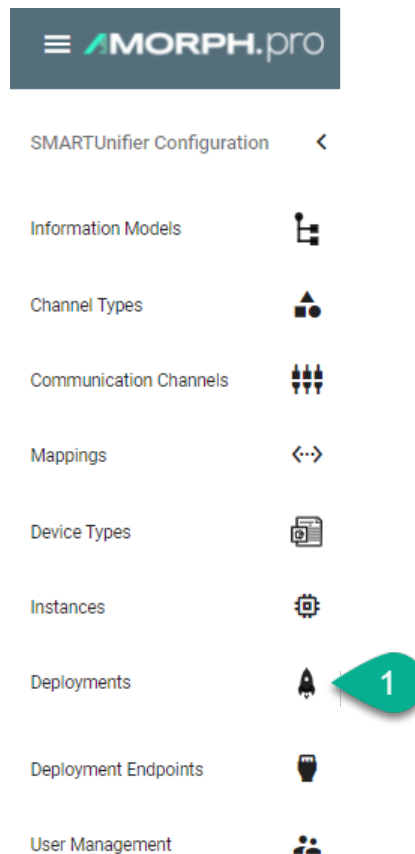 AMORPH.pro
SMARTUnifier Configuration
Information Models
Channel Types
Communication Channels
Mappings
Device Types
Instances
Deployments
1
Deployment Endpoints
User Management